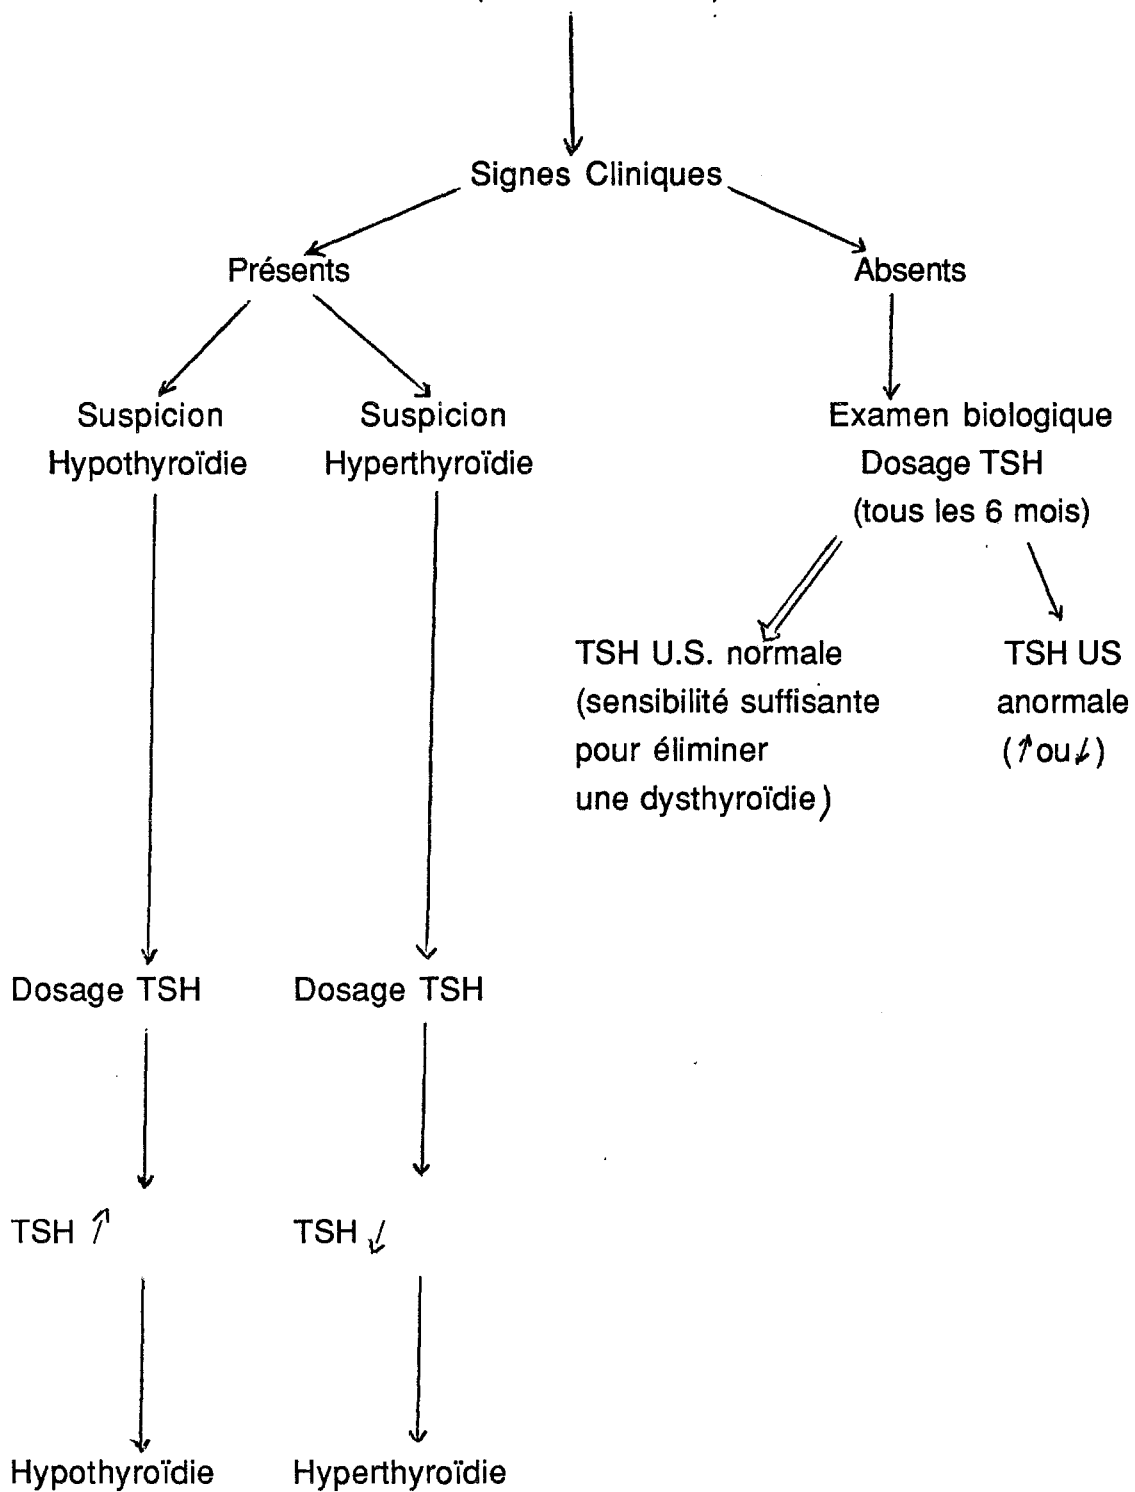 Signes Cliniques
Présents
Absents
Suspicion
Hypothyroïdie
Suspicion
Hyperthyroïdie
Examen biologique
Dosage TSH
(tous les 6 mois)
TSH U.S. normale
(sensibilité suffisante
pour éliminer
une dysthyroïdie)
TSH US
anormale
(↑ou↓)
Dosage TSH
Dosage TSH
TSH ↑
TSH ↓
Hypothyroïdie
Hyperthyroïdie